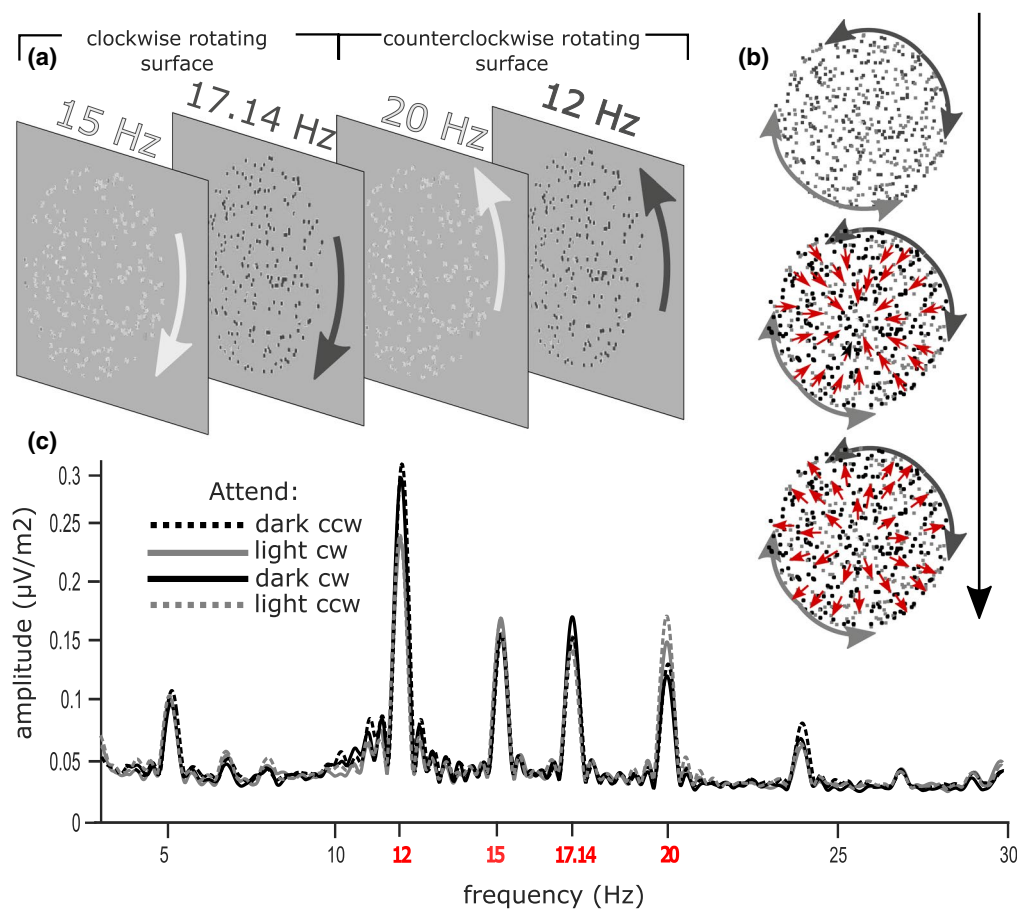 (a)
clockwise rotating
surface
counterclockwise rotating
surface
15 Hz
17.14 Hz
20 Hz
12 Hz
(b)
(c)
Attend:
dark ccw
light cw
dark cw
light ccw
amplitude (µV/m2)
0.3
0.25
0.2
0.15
0.1
0.05
0
5
10
12
15
17.14
20
25
30
frequency (Hz)